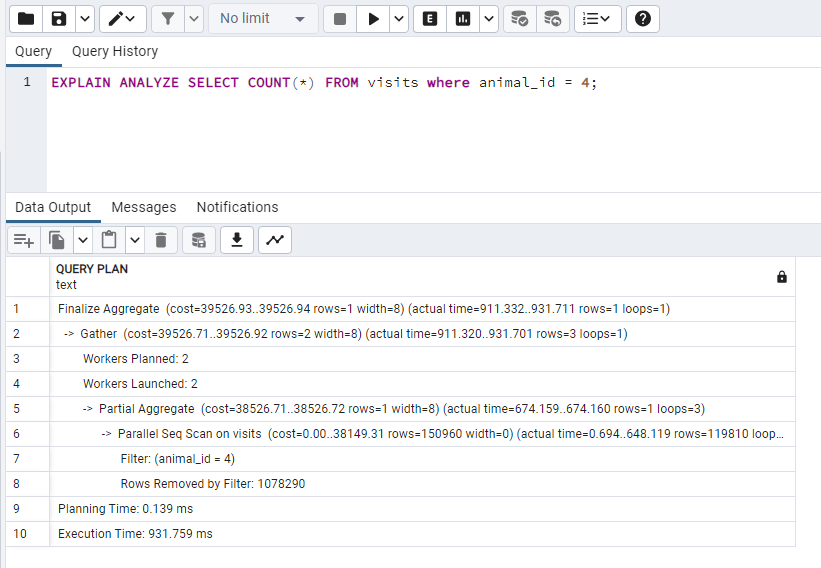 No limit
E
Query Query History
1 EXPLAIN ANALYZE SELECT COUNT(*) FROM visits where animal_id = 4;
Data Output Messages Notifications
QUERY PLAN
text
1 Finalize Aggregate (cost=39526.93..39526.94 rows=1 width=8) (actual time=911.332..931.711 rows=1 loops=1)
2 -> Gather (cost=39526.71..39526.92 rows=2 width=8) (actual time=911.320..931.701 rows=3 loops=1)
3 Workers Planned: 2
4 Workers Launched: 2
5 -> Partial Aggregate (cost=38526.71..38526.72 rows=1 width=8) (actual time=674.159..674.160 rows=1 loops=3)
6 -> Parallel Seq Scan on visits (cost=0.00..38149.31 rows=150960 width=0) (actual time=0.694..648.119 rows=119810 loop...
7 Filter: (animal_id = 4)
8 Rows Removed by Filter: 1078290
9 Planning Time: 0.139 ms
10 Execution Time: 931.759 ms